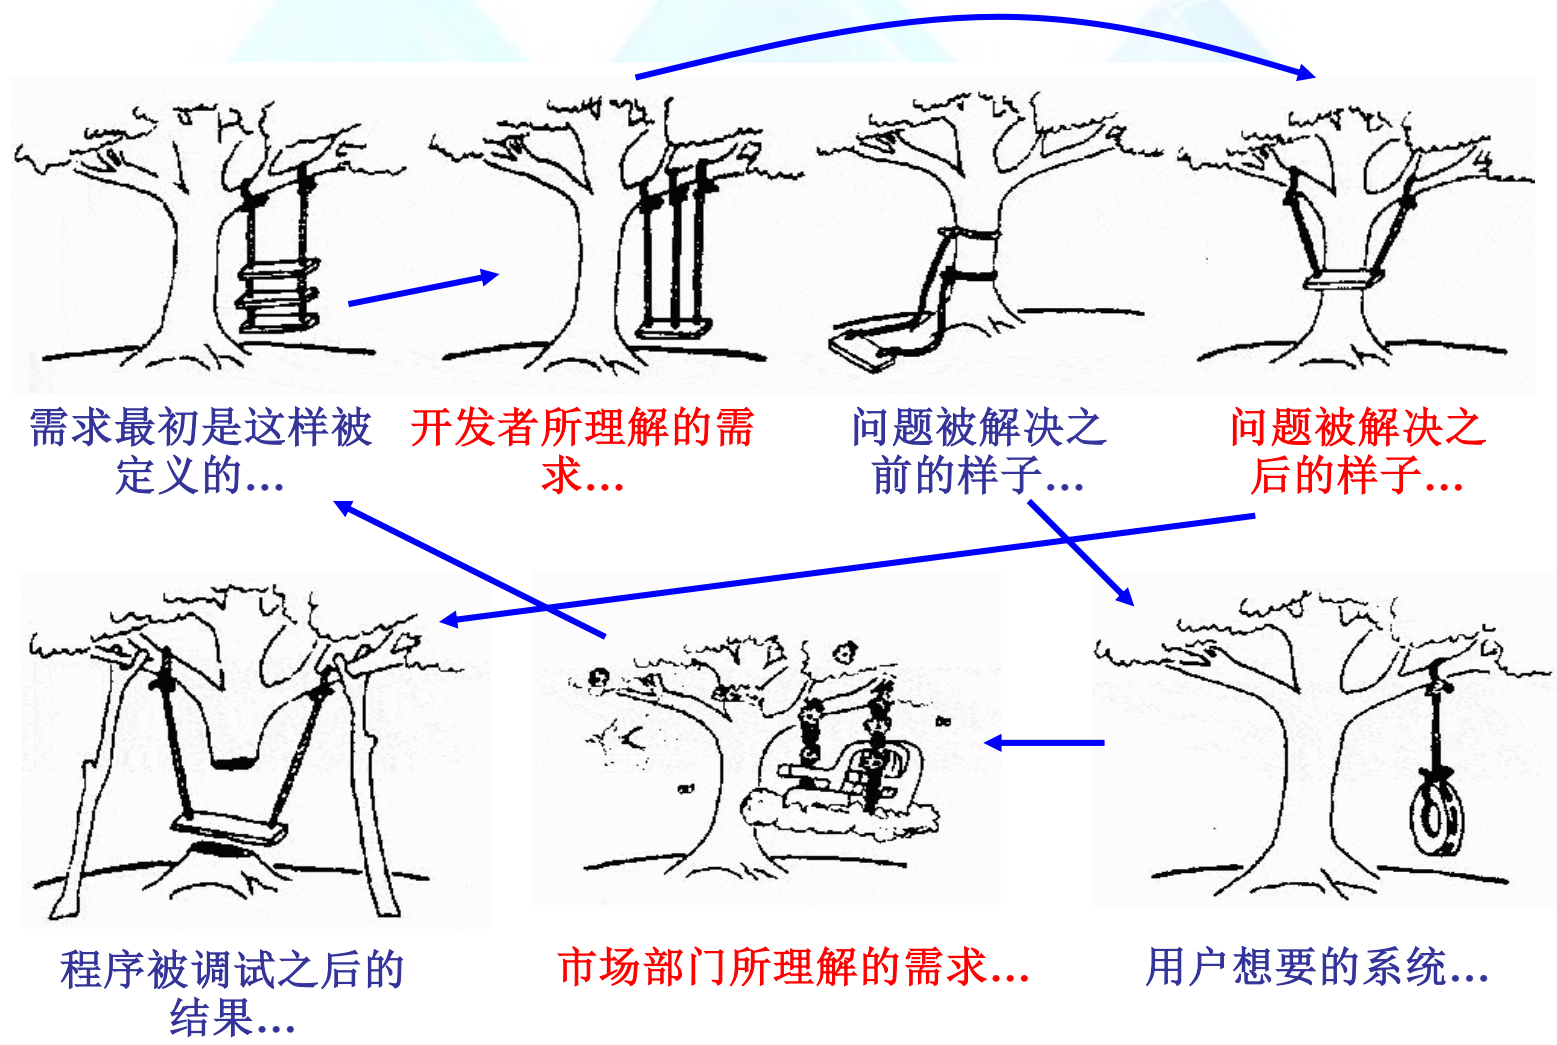 需求最初是这样被
定义的...
开发者所理解的需
求...
问题被解决之
前的样子...
问题被解决之
后的样子...
程序被调试之后的
结果...
市场部门所理解的需求...
用户想要的系统...